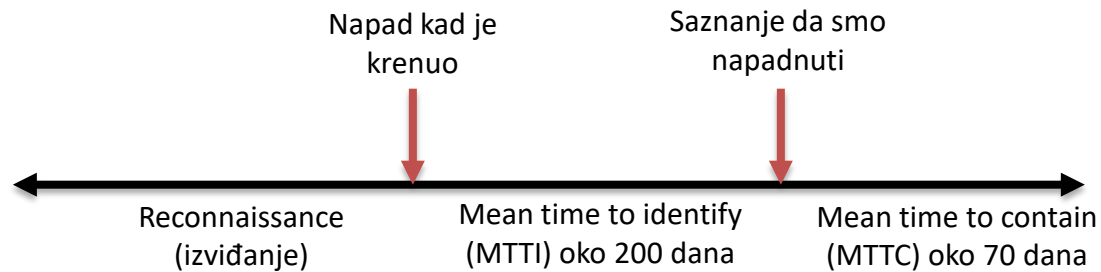 Napad kad je
krenuo
Saznanje da smo
napadnuti
Reconnaissance
(izviđanje)
Mean time to identify
(MTTI) oko 200 dana
Mean time to contain
(MTTC) oko 70 dana